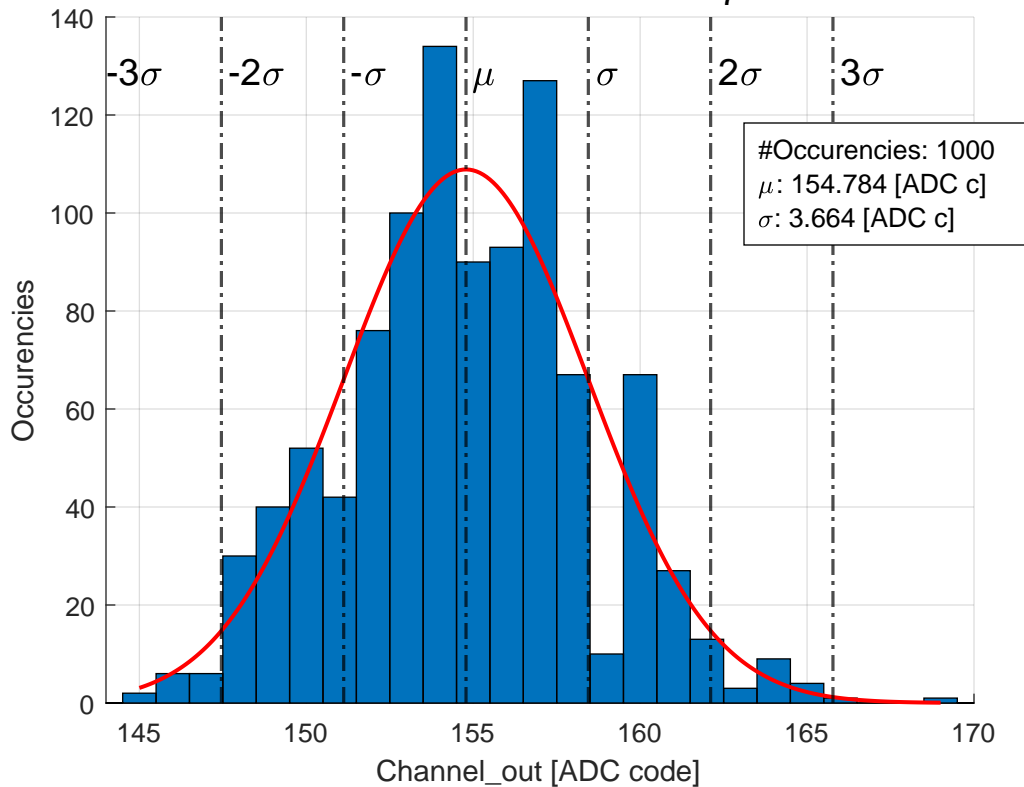 -3σ
-2σ
-σ
μ
σ
2σ
3σ
#Occurencies: 1000
μ: 154.784 [ADC c]
σ: 3.664 [ADC c]
140
120
100
80
60
40
20
0
Occurencies
145
150
155
160
165
170
Channel_out [ADC code]